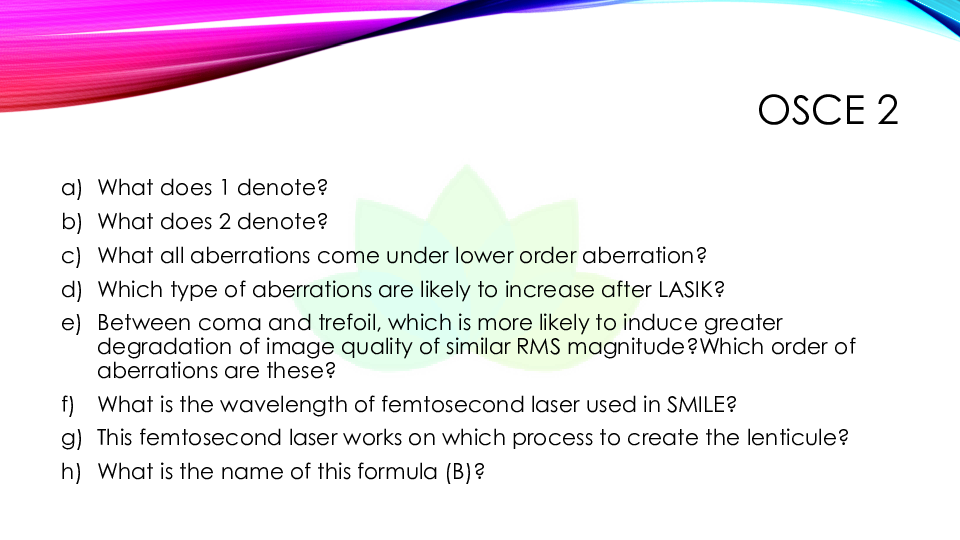 OSCE 2
a) What does 1 denote?
b) What does 2 denote?
c) What all aberrations come under lower order aberration?
d) Which type of aberrations are likely to increase after LASIK?
e) Between coma and trefoil, which is more likely to induce greater
degradation of image quality of similar RMS magnitude?Which order of
aberrations are these?
f) What is the wavelength of femtosecond laser used in SMILE?
g) This femtosecond laser works on which process to create the lenticule?
h) What is the name of this formula (B)?